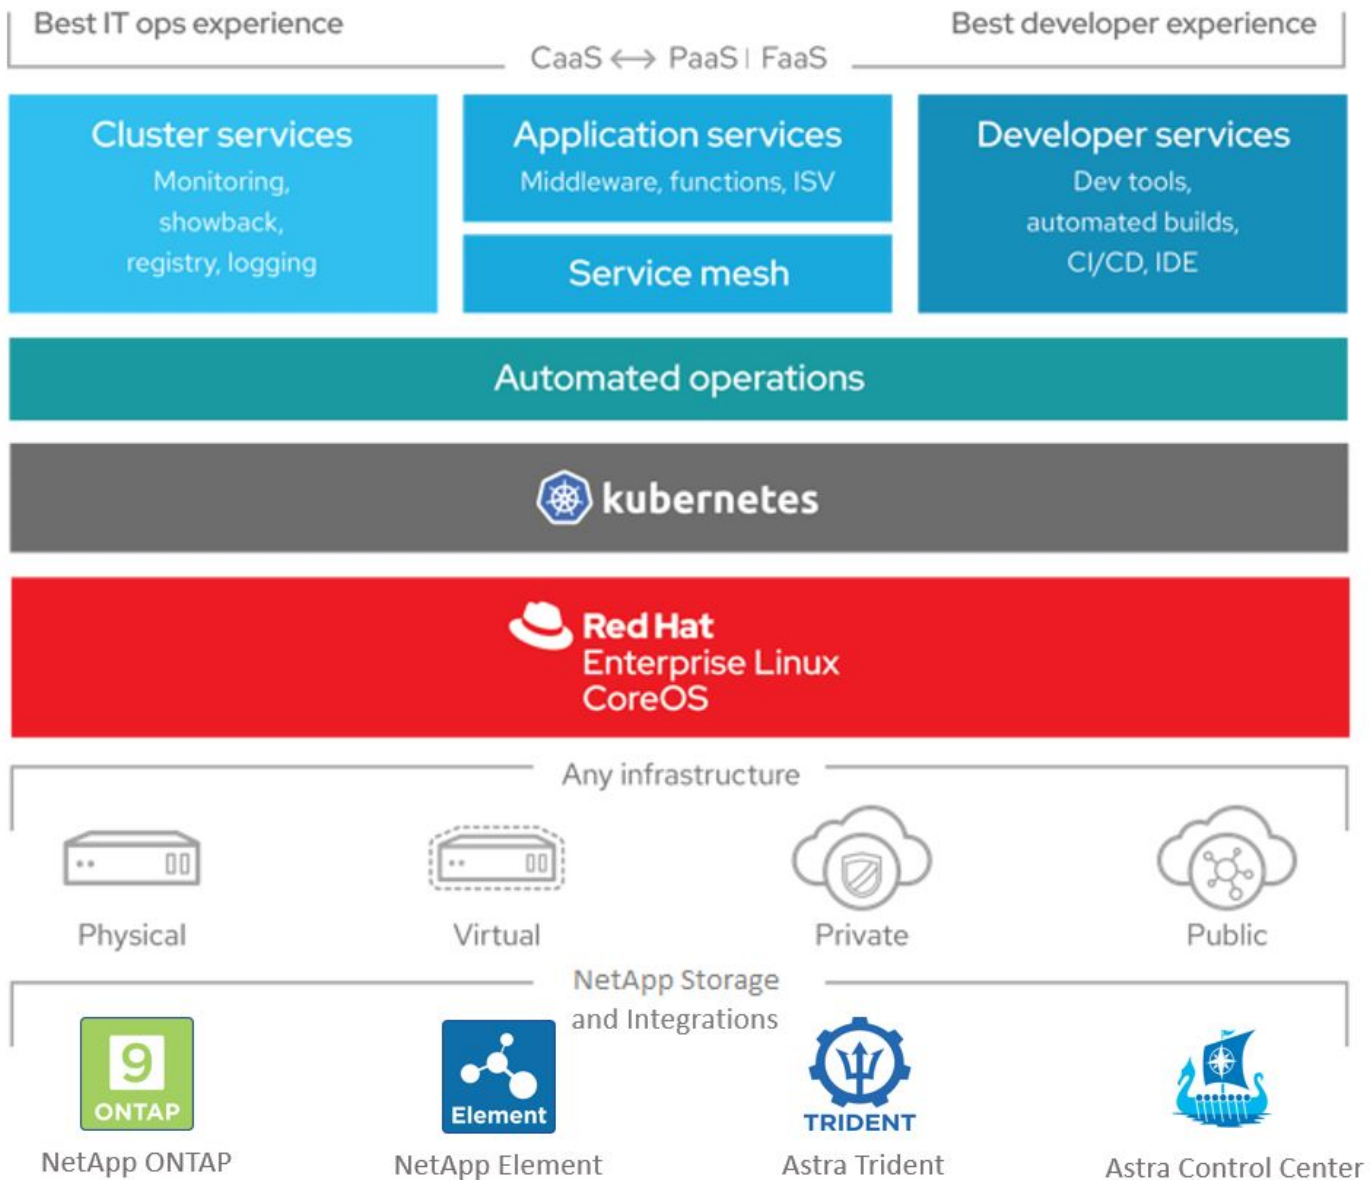 Best IT ops experience
Best developer experience
CaaS ↔ PaaS | FaaS
Cluster services
Monitoring,
showback,
registry, logging
Application services
Middleware, functions, ISV
Service mesh
Developer services
Dev tools,
automated builds,
CI/CD, IDE
Automated operations
kubernetes
Red Hat
Enterprise Linux
CoreOS
Any infrastructure
Physical
Virtual
Private
Public
NetApp Storage
and Integrations
9
ONTAP
NetApp ONTAP
Element
NetApp Element
TRIDENT
Astra Trident
Astra Control Center